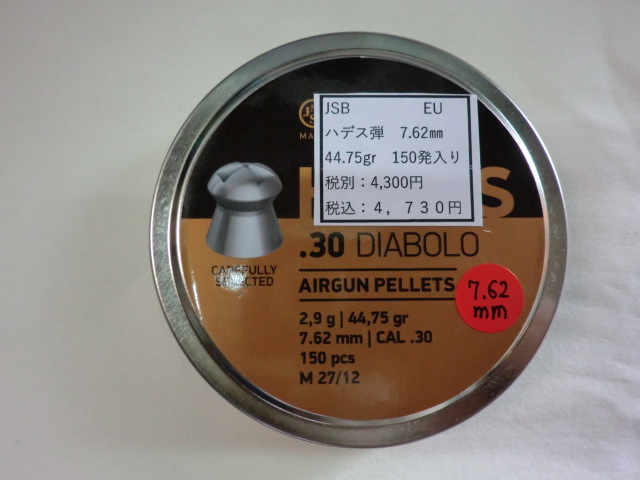 JSB EU
ハデス弾 7.62㎜
44.75gr 150発入り
税別：4,300円
税込：4，730円
S
.30 DIABOLO
CAREFULLY
SELECTED
AIRGUN PELLETS
7.62
mm
2,9 g | 44,75 gr
7.62 mm | CAL .30
150 pcs
M 27/12